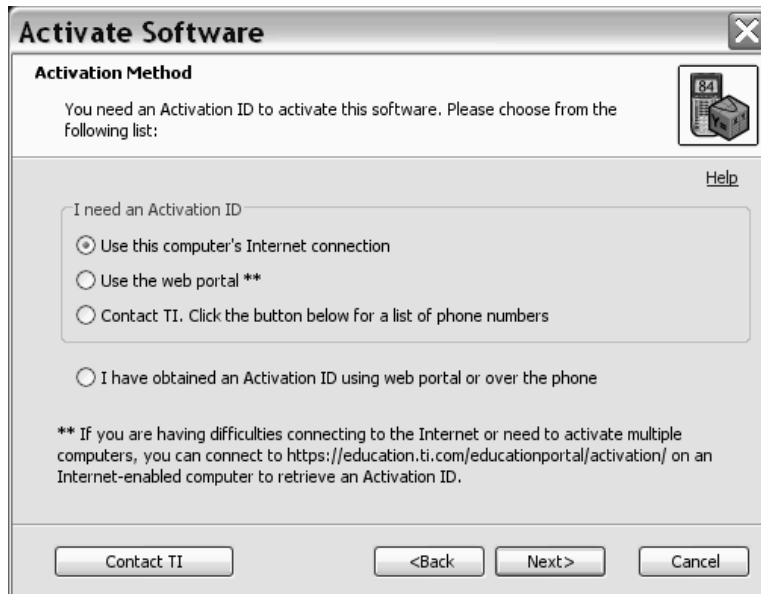 Activate Software
Activation Method
You need an Activation ID to activate this software. Please choose from the
following list:
84
Y=
Help
I need an Activation ID
Use this computer's Internet connection
Use the web portal **
Contact TI. Click the button below for a list of phone numbers
I have obtained an Activation ID using web portal or over the phone
** If you are having difficulties connecting to the Internet or need to activate multiple
computers, you can connect to https://education.ti.com/educationportal/activation/ on an
Internet-enabled computer to retrieve an Activation ID.
Contact TI
<Back
Next>
Cancel